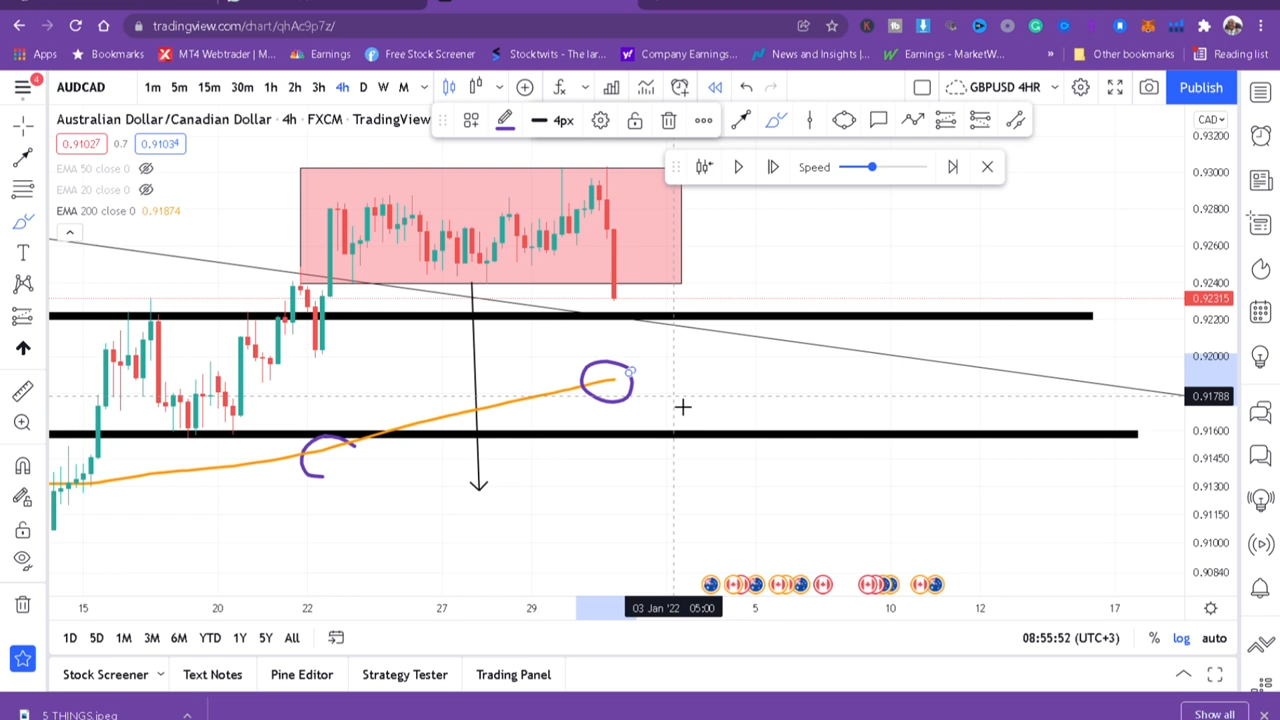 tradingview.com/chart/qhAc9p7z/
Apps Bookmarks MT4 Webtrader | M... Earnings Free Stock Screener Stocktwits - The lar... Company Earnings... News and Insights |... Earnings - MarketW... » Other bookmarks Reading list
4 AUDCAD 1m 5m 15m 30m 1h 2h 3h 4h D W M GBPUSD 4HR Publish
Australian Dollar/Canadian Dollar · 4h · FXCM · TradingView 4px CAD
0.91027 0.7 0.91034
EMA 50 close 0
EMA 20 close 0
EMA 200 close 0 0.91874
Speed
0.93200
0.93000
0.92800
0.92600
0.92400
0.92315
0.92200
0.92000
0.91788
0.91600
0.91450
0.91300
0.91150
0.91000
0.90840
15 20 22 27 29 03 Jan '22 05:00 5 10 12 17
1D 5D 1M 3M 6M YTD 1Y 5Y All 08:55:52 (UTC+3) % log auto
Stock Screener Text Notes Pine Editor Strategy Tester Trading Panel
5 THINGS.jpeg Show all